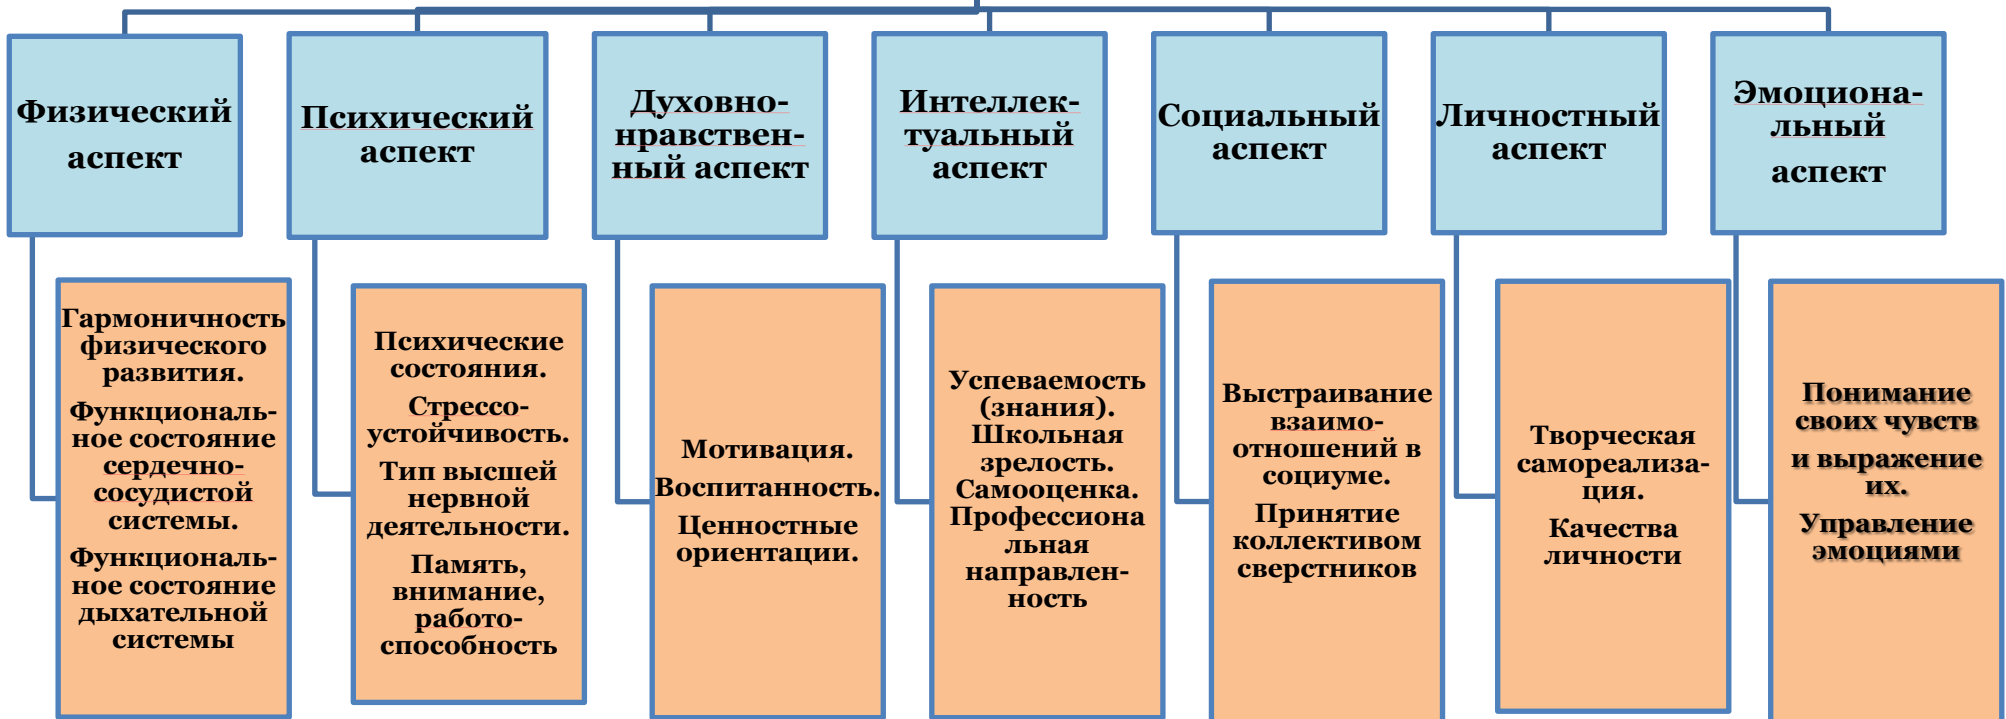 Физический
аспект
Психический
аспект
Духовно-
нравствен-
ный аспект
Интеллек-
туальный
аспект
Социальный
аспект
Личностный
аспект
Эмоциона-
льный
аспект
Гармоничность
физического
развития.
Функциональ-
ное состояние
сердечно-
сосудистой
системы.
Функциональ-
ное состояние
дыхательной
системы
Психические
состояния.
Стрессо-
устойчивость.
Тип высшей
нервной
деятельности.
Память,
внимание,
работо-
способность
Мотивация.
Воспитанность.
Ценностные
ориентации.
Успеваемость
(знания).
Школьная
зрелость.
Самооценка.
Профессиона
льная
направлен-
ность
Выстраивание
взаимо-
отношений в
социуме.
Принятие
коллективом
сверстников
Творческая
самореализа-
ция.
Качества
личности
Понимание
своих чувств
и выражение
их.
Управление
эмоциями